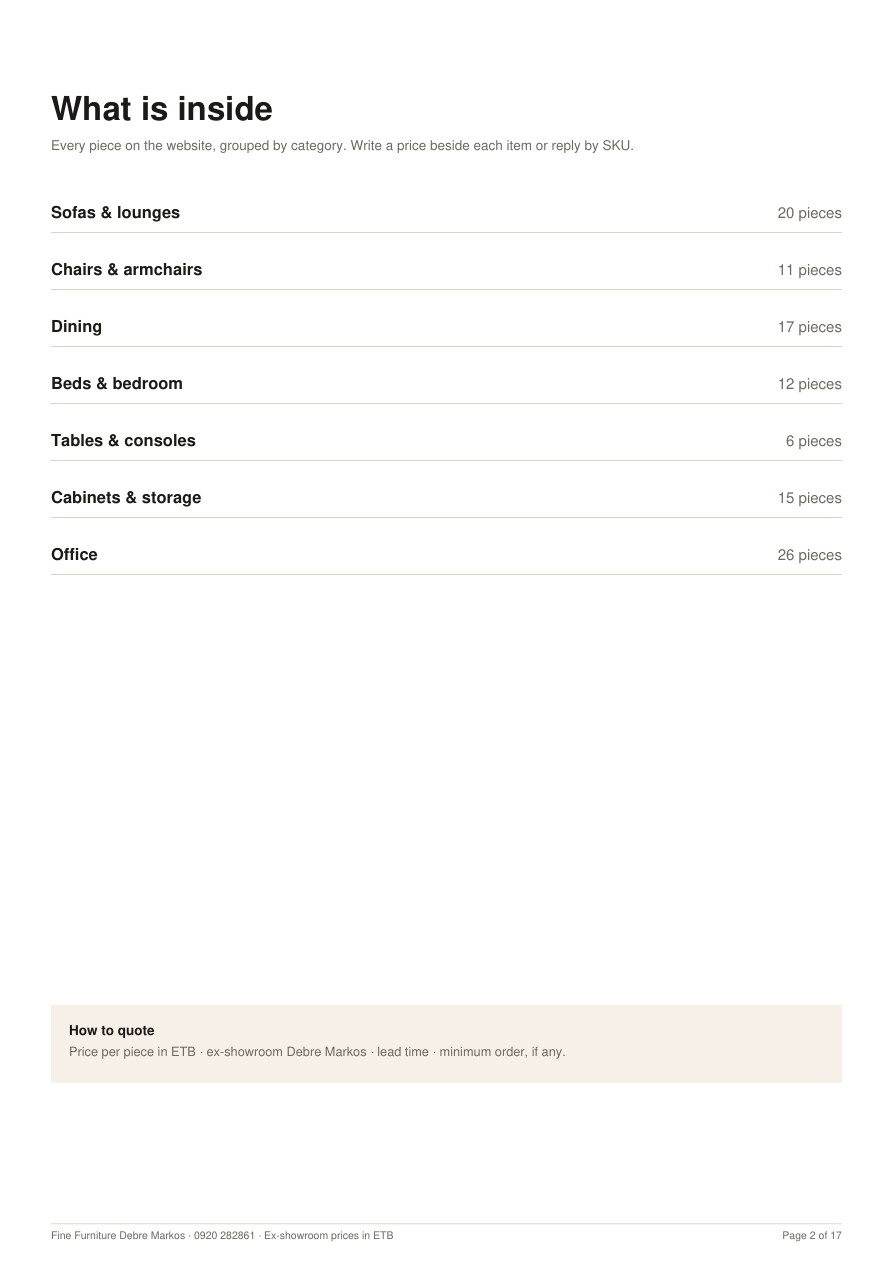 What is inside
Every piece on the website, grouped by category. Write a price beside each item or reply by SKU.
Sofas & lounges 20 pieces
Chairs & armchairs 11 pieces
Dining 17 pieces
Beds & bedroom 12 pieces
Tables & consoles 6 pieces
Cabinets & storage 15 pieces
Office 26 pieces
How to quote
Price per piece in ETB · ex-showroom Debre Markos · lead time · minimum order, if any.
Fine Furniture Debre Markos · 0920 282861 · Ex-showroom prices in ETB Page 2 of 17